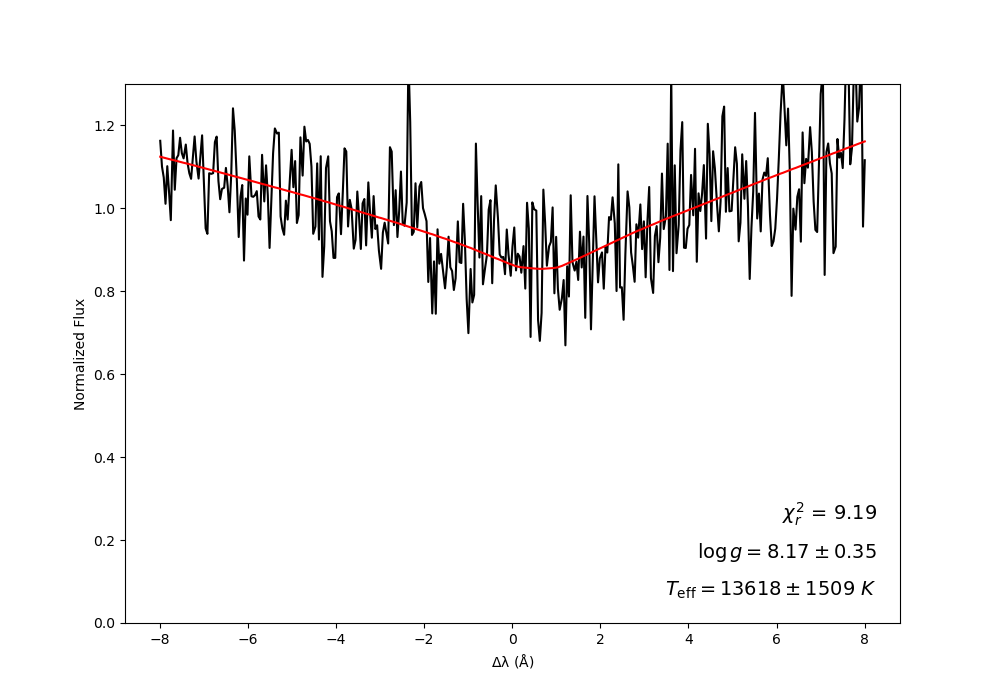 1.2
1.0
0.8
0.6
0.4
0.2
0.0
Normalized Flux
χ²ᵣ = 9.19
log g = 8.17 ± 0.35
T_eff = 13618 ± 1509 K
−8 −6 −4 −2 0 2 4 6 8
Δλ (Å)